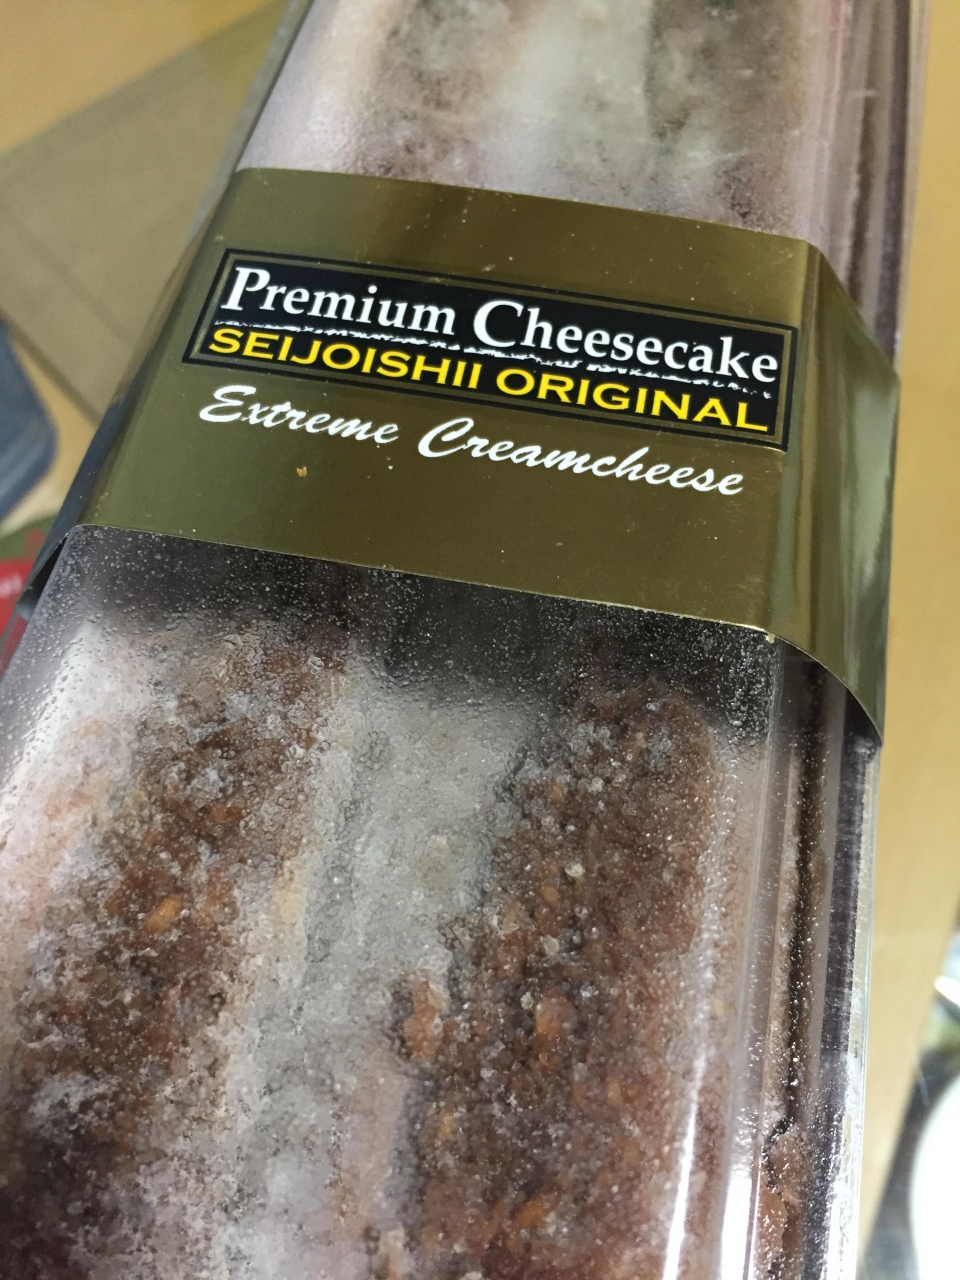 Premium Cheesecake
SEIJOISHII ORIGINAL
Extreme Creamcheese